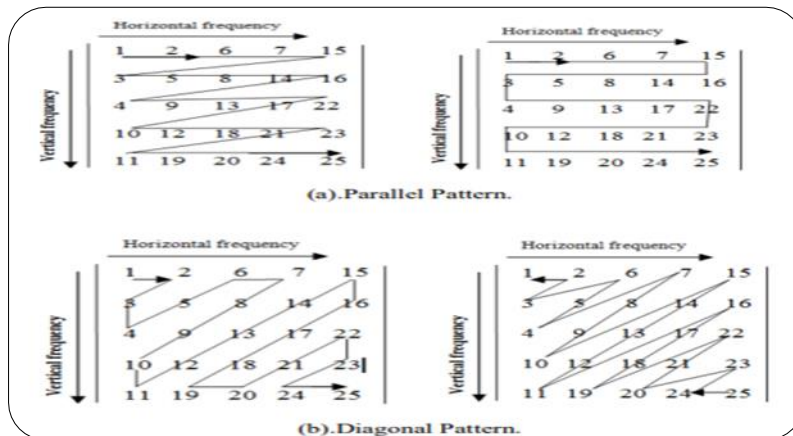 Horizontal frequency
Vertical frequency
1 2 6 7 15
3 5 8 14 16
4 9 13 17 22
10 12 18 21 23
11 19 20 24 25
Horizontal frequency
Vertical frequency
1 2 6 7 15
3 5 8 14 16
4 9 13 17 22
10 12 18 21 23
11 19 20 24 25
(a).Parallel Pattern.
Horizontal frequency
Vertical frequency
1 2 6 7 15
3 5 8 14 16
4 9 13 17 22
10 12 18 21 23
11 19 20 24 25
Horizontal frequency
Vertical frequency
1 2 6 7 15
3 5 8 14 16
4 9 13 17 22
10 12 18 21 23
11 19 20 24 25
(b).Diagonal Pattern.